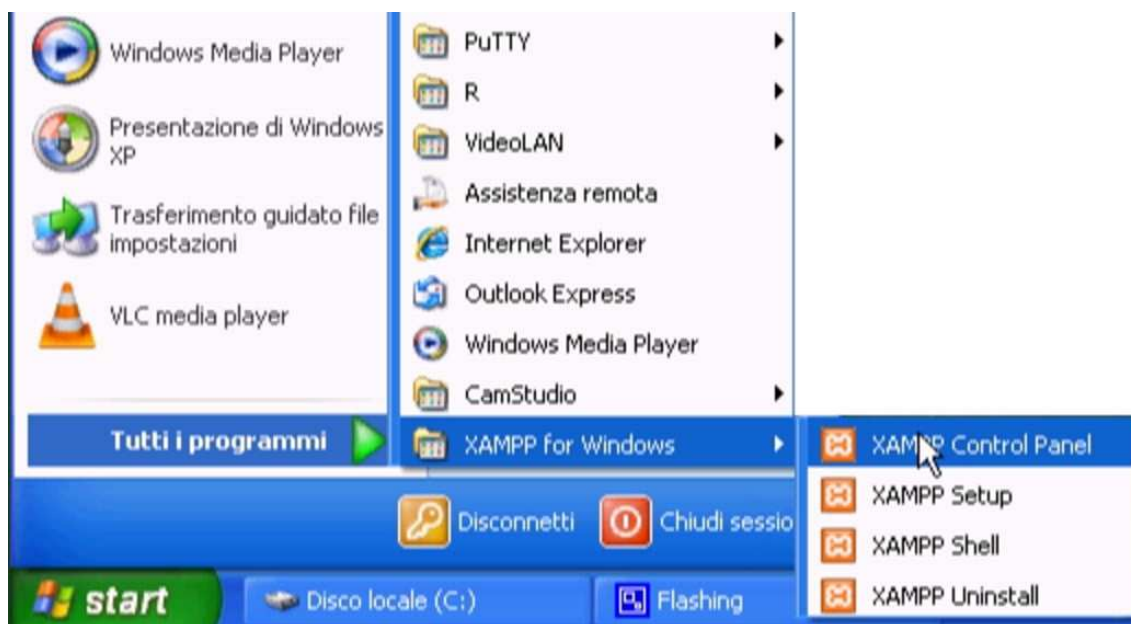 Windows Media Player
Presentazione di Windows
XP
Trasferimento guidato file
impostazioni
VLC media player
Tutti i programmi
PuTTY
R
VideoLAN
Assistenza remota
Internet Explorer
Outlook Express
Windows Media Player
CamStudio
XAMPP for Windows
XAMPP Control Panel
XAMPP Setup
XAMPP Shell
XAMPP Uninstall
Disconnetti
Chiudi sessio
start
Disco locale (C:)
Flashing